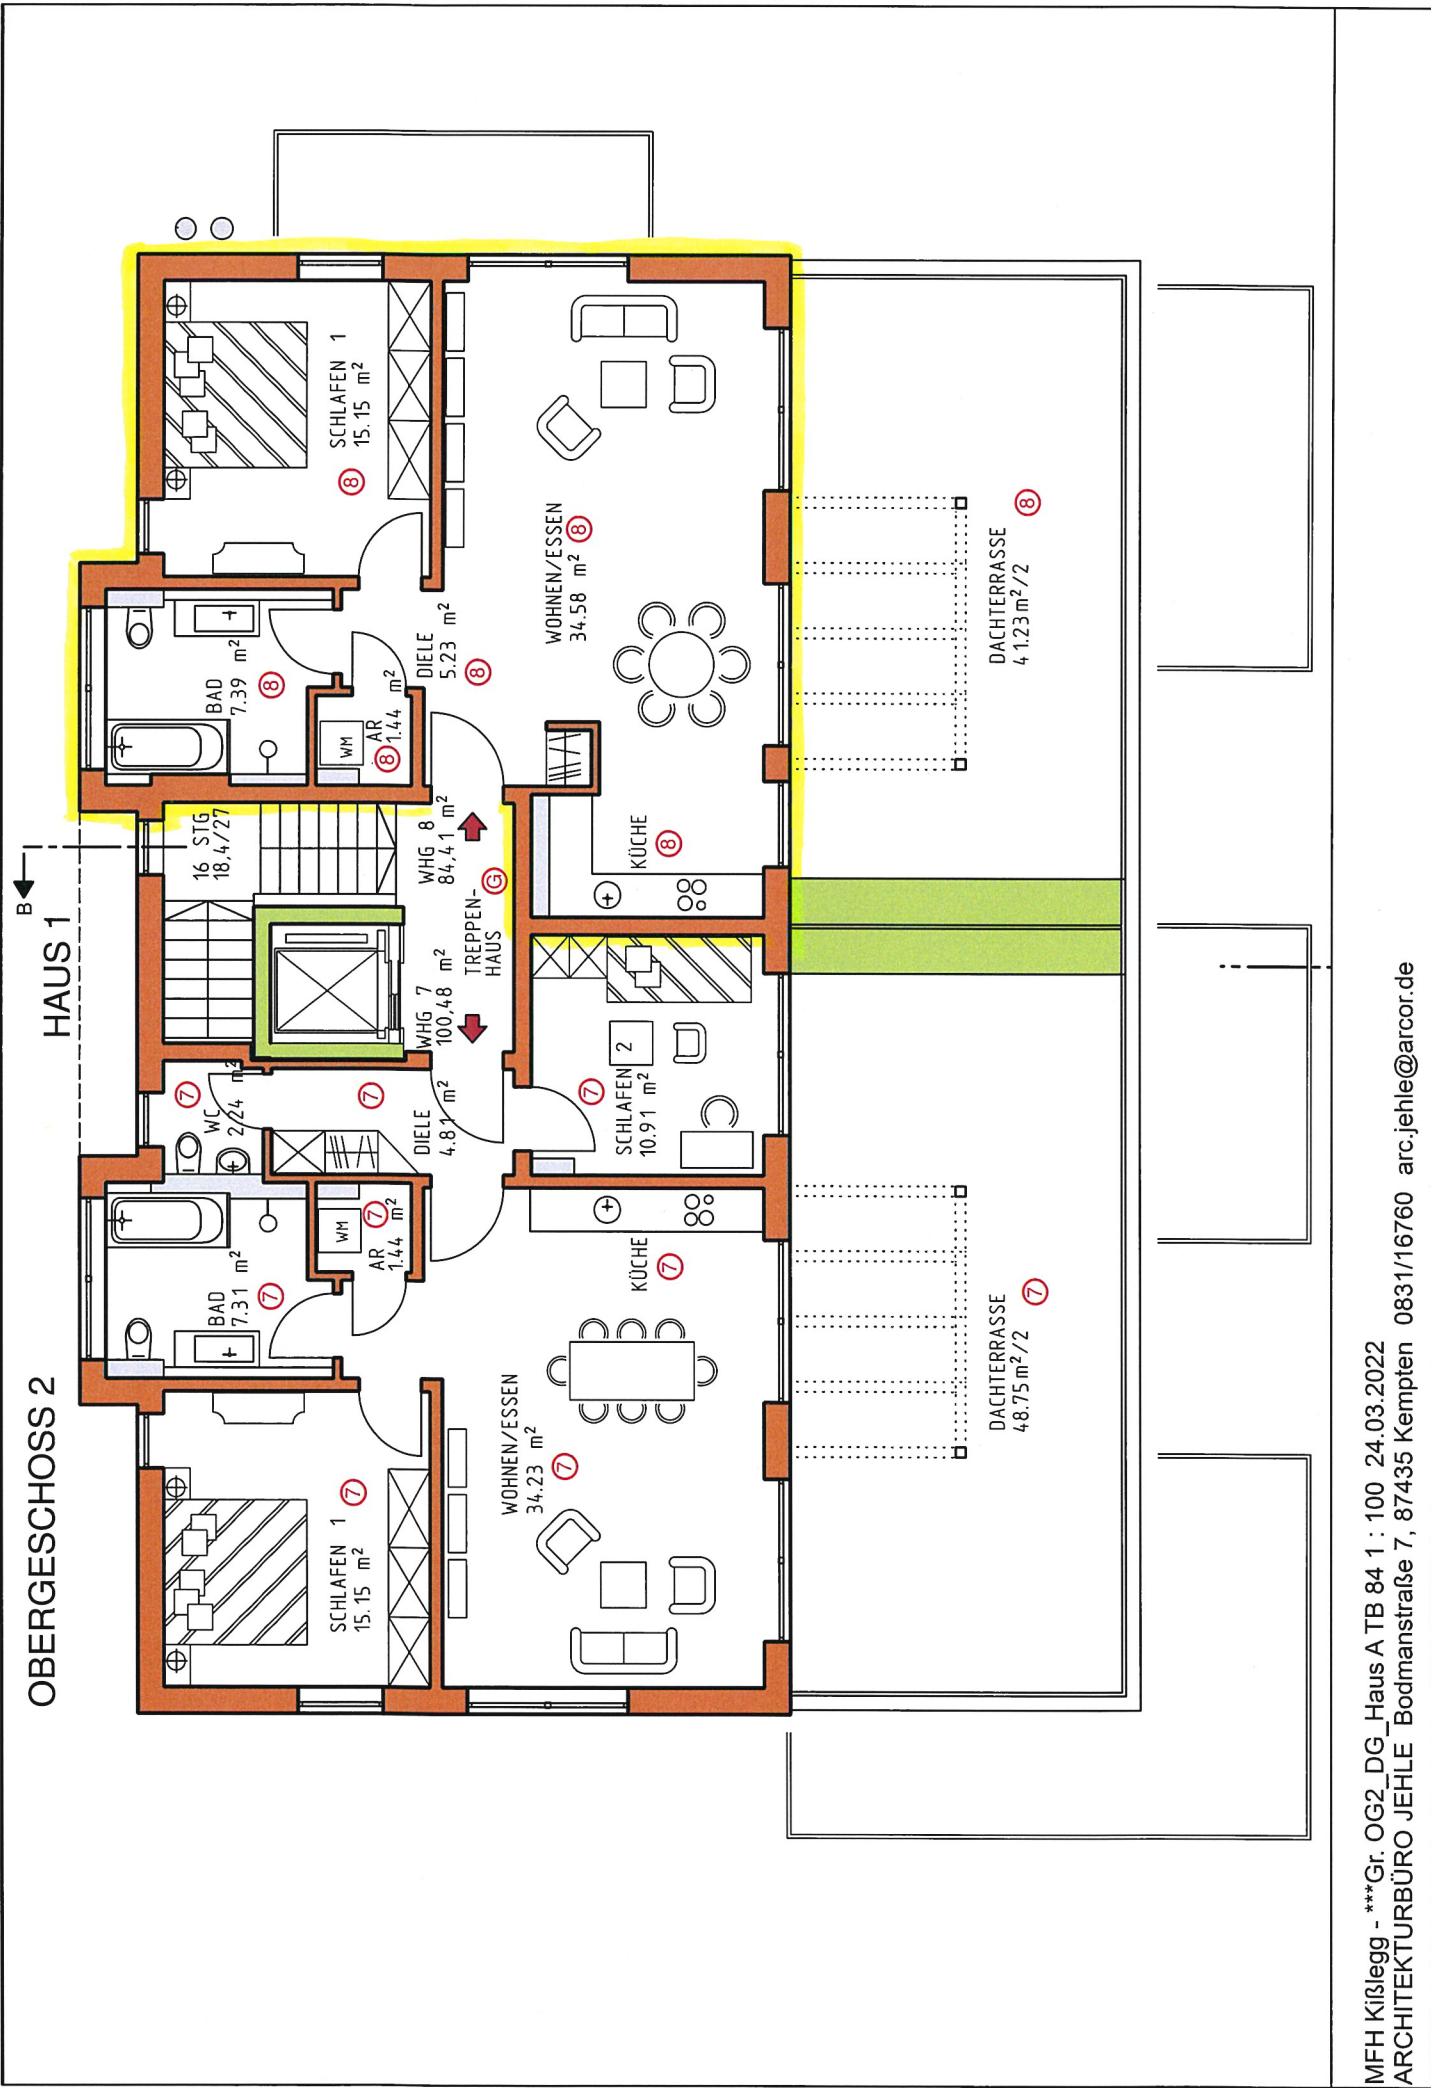 OBERGESCHOSS 2
HAUS 1
B
16 STG
18,4/27
SCHLAFEN 1
15.15 m²
7
BAD
7.31 m²
7
WC
2.24 m²
7
AR
1.44 m²
7
WM
DIELE
4.81 m²
7
WHG 7
100,48 m²
TREPPEN-
HAUS
G
WHG 8
84,41 m²
BAD
7.39 m²
8
WM
AR
1.44 m²
8
DIELE
5.23 m²
8
SCHLAFEN 1
15.15 m²
8
WOHNEN/ESSEN
34.23 m²
7
KÜCHE
7
SCHLAFEN 2
10.91 m²
7
KÜCHE
8
WOHNEN/ESSEN
34.58 m²
8
DACHTERRASSE
48.75m²/2
7
DACHTERRASSE
41.23m²/2
8
MFH Kißlegg - ***Gr. OG2_DG_Haus A TB 84 1 : 100 24.03.2022
ARCHITEKTURBÜRO JEHLE Bodmanstraße 7, 87435 Kempten 0831/16760 arc.jehle@arcor.de